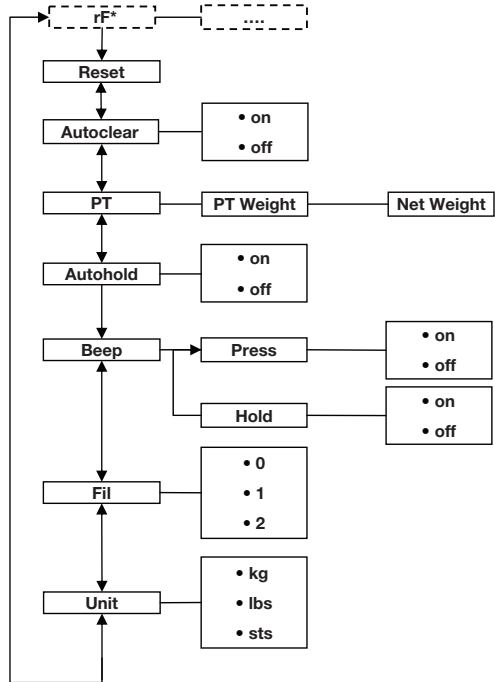 rF*
....
Reset
Autoclear
• on
• off
PT
PT Weight
Net Weight
Autohold
• on
• off
Beep
Press
• on
• off
Hold
• on
• off
Fil
• 0
• 1
• 2
Unit
• kg
• lbs
• sts